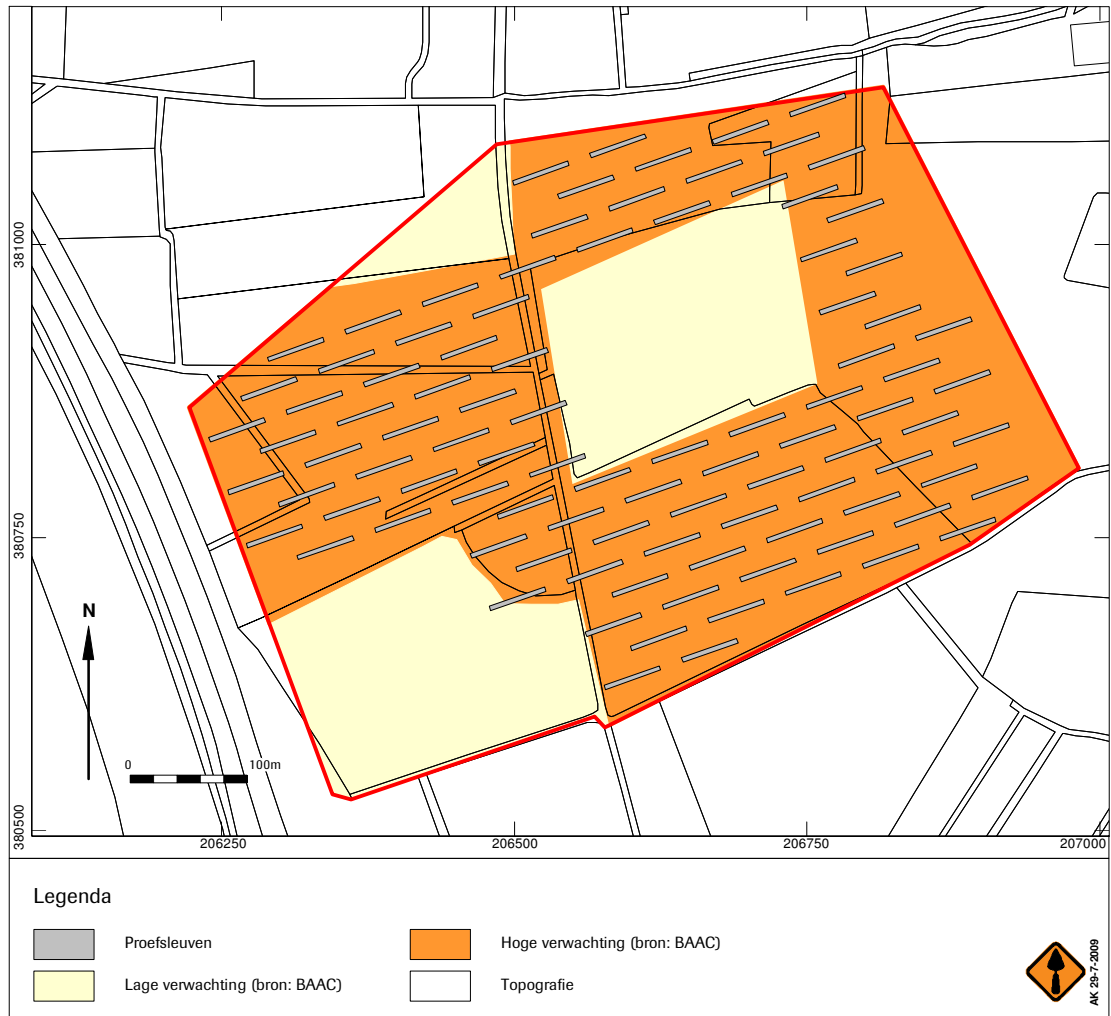 381000
380750
380500
N
0 100m
206250 206500 206750 207000
Legenda
Proefsleuven
Hoge verwachting (bron: BAAC)
Lage verwachting (bron: BAAC)
Topografie
AK 29-7-2009